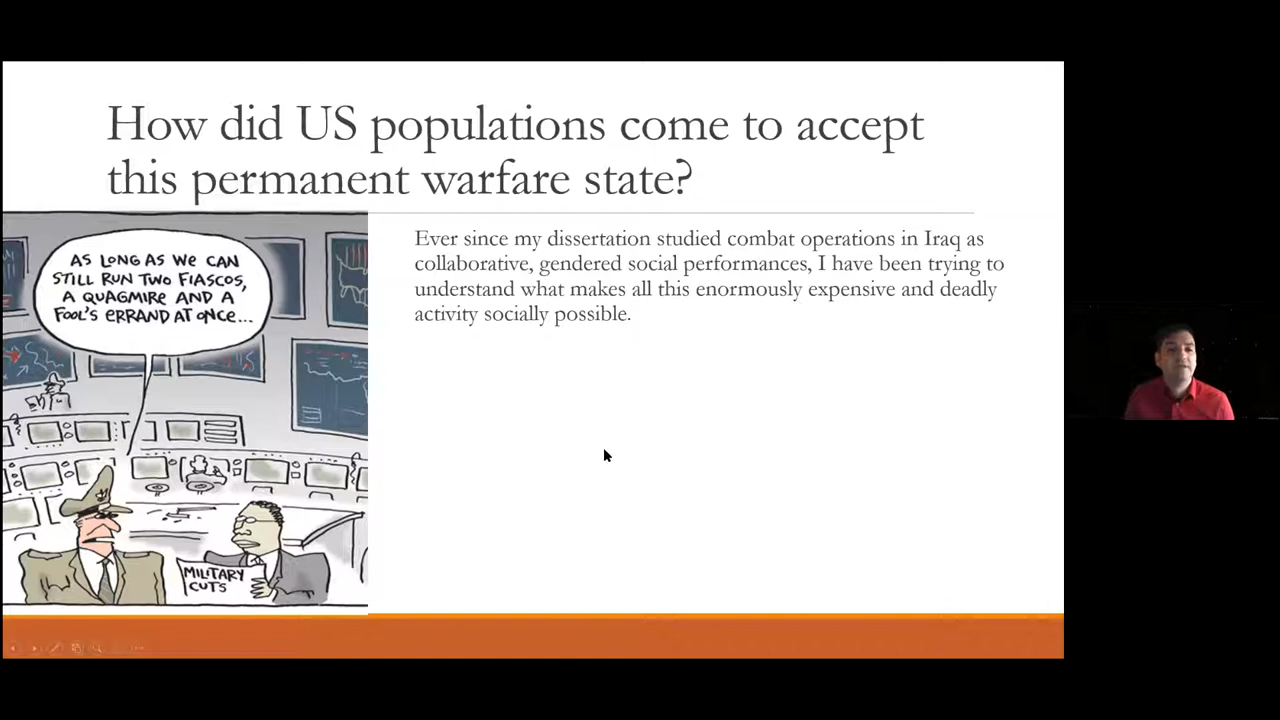 How did US populations come to accept
this permanent warfare state?
AS LONG AS WE CAN
STILL RUN TWO FIASCOS,
A QUAGMIRE AND A
FOOL'S ERRAND AT ONCE...
MILITARY
CUTS
Ever since my dissertation studied combat operations in Iraq as
collaborative, gendered social performances, I have been trying to
understand what makes all this enormously expensive and deadly
activity socially possible.